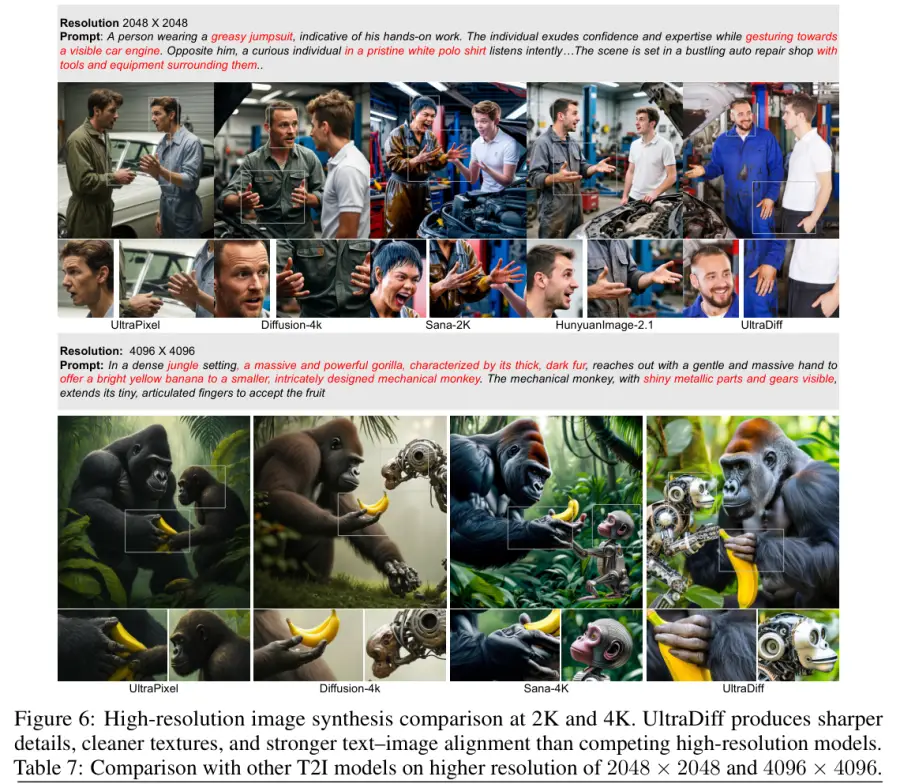 Resolution 2048 X 2048
Prompt: A person wearing a greasy jumpsuit, indicative of his hands-on work. The individual exudes confidence and expertise while gesturing towards
a visible car engine. Opposite him, a curious individual in a pristine white polo shirt listens intently…The scene is set in a bustling auto repair shop with
tools and equipment surrounding them..
UltraPixel
Diffusion-4k
Sana-2K
HunyuanImage-2.1
UltraDiff
Resolution: 4096 X 4096
Prompt: In a dense jungle setting, a massive and powerful gorilla, characterized by its thick, dark fur, reaches out with a gentle and massive hand to
offer a bright yellow banana to a smaller, intricately designed mechanical monkey. The mechanical monkey, with shiny metallic parts and gears visible,
extends its tiny, articulated fingers to accept the fruit
UltraPixel
Diffusion-4k
Sana-4K
UltraDiff
Figure 6: High-resolution image synthesis comparison at 2K and 4K. UltraDiff produces sharper
details, cleaner textures, and stronger text–image alignment than competing high-resolution models.
Table 7: Comparison with other T2I models on higher resolution of 2048 × 2048 and 4096 × 4096.